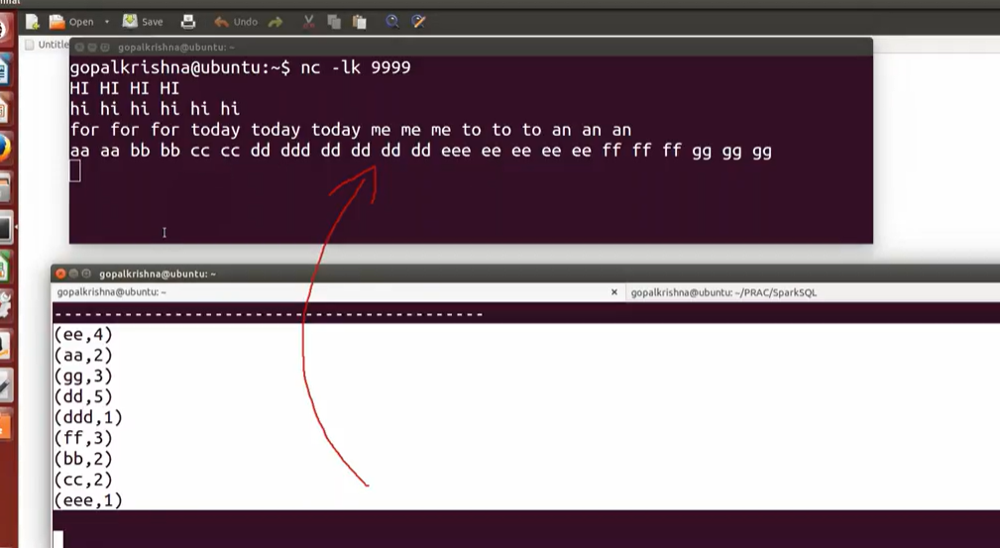 Open Save Undo
Untitle
gopalkrishna@ubuntu: ~
gopalkrishna@ubuntu:~$ nc -lk 9999
HI HI HI HI
hi hi hi hi hi hi
for for for today today today me me me to to to an an an
aa aa bb bb cc cc dd ddd dd dd dd dd eee ee ee ee ee ff ff ff gg gg gg
gopalkrishna@ubuntu: ~
gopalkrishna@ubuntu: ~ × gopalkrishna@ubuntu: ~/PRAC/SparkSQL
-------------------------------------------
(ee,4)
(aa,2)
(gg,3)
(dd,5)
(ddd,1)
(ff,3)
(bb,2)
(cc,2)
(eee,1)